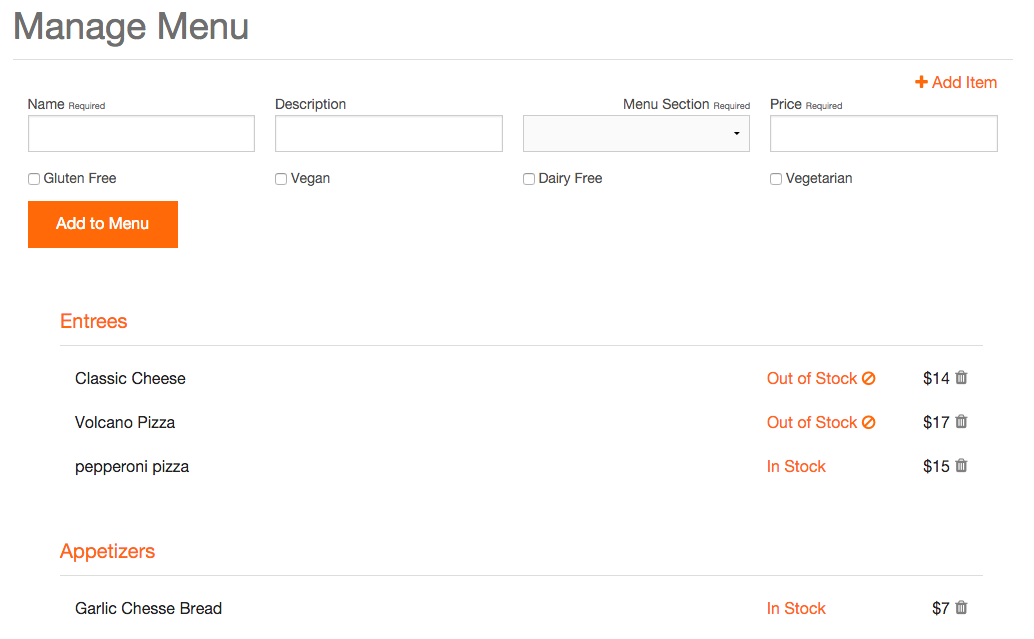 Manage Menu
Add Item
Name Required Description Menu Section Required Price Required
Gluten Free Vegan Dairy Free Vegetarian
Add to Menu
Entrees
Classic Cheese Out of Stock $14
Volcano Pizza Out of Stock $17
pepperoni pizza In Stock $15
Appetizers
Garlic Chesse Bread In Stock $7